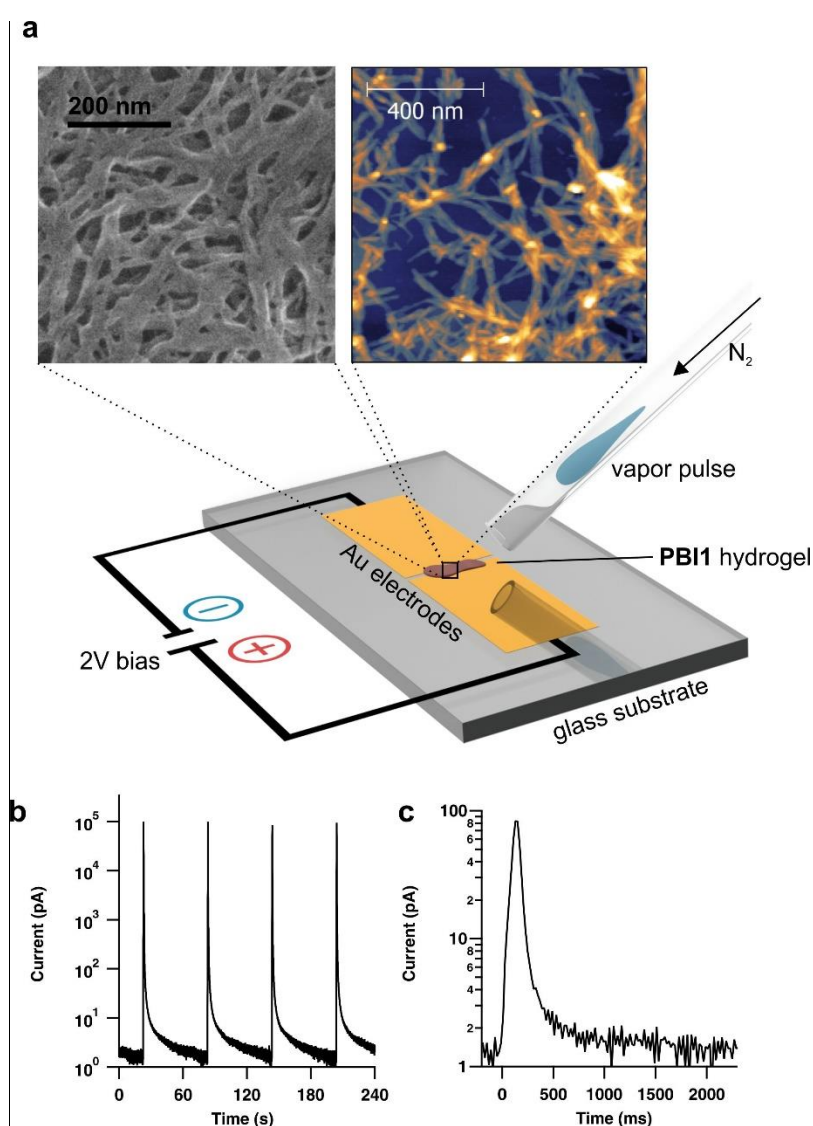 a
200 nm
400 nm
N2
vapor pulse
PBI1 hydrogel
Au electrodes
2V bias
− +
glass substrate
b
Current (pA)
10^5
10^4
10^3
10^2
10^1
10^0
0 60 120 180 240
Time (s)
c
Current (pA)
100
8
6
4
2
10
8
6
4
2
1
0 500 1000 1500 2000
Time (ms)